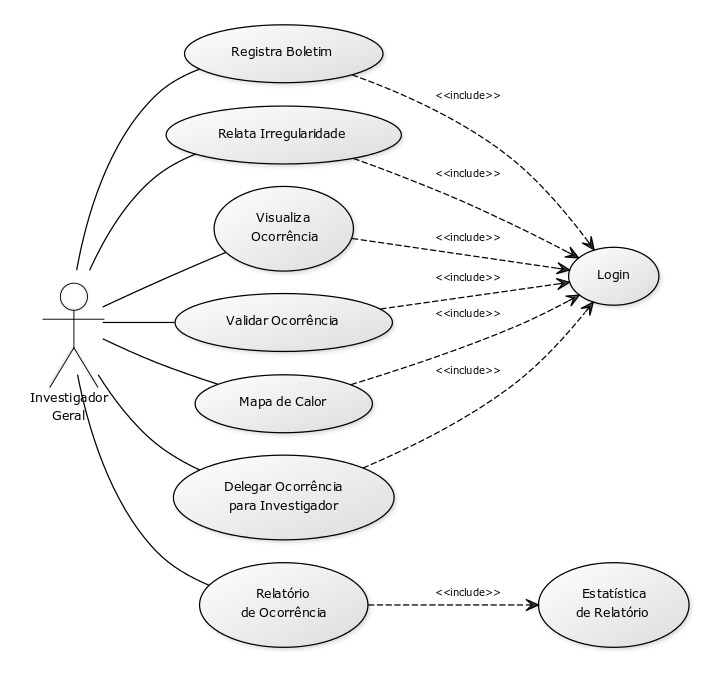 Registra Boletim
<<include>>
Relata Irregularidade
<<include>>
Visualiza
Ocorrência
<<include>>
Login
<<include>>
Validar Ocorrência
<<include>>
Investigador
Geral
Mapa de Calor
<<include>>
Delegar Ocorrência
para Investigador
Relatório
de Ocorrência
<<include>>
Estatística
de Relatório